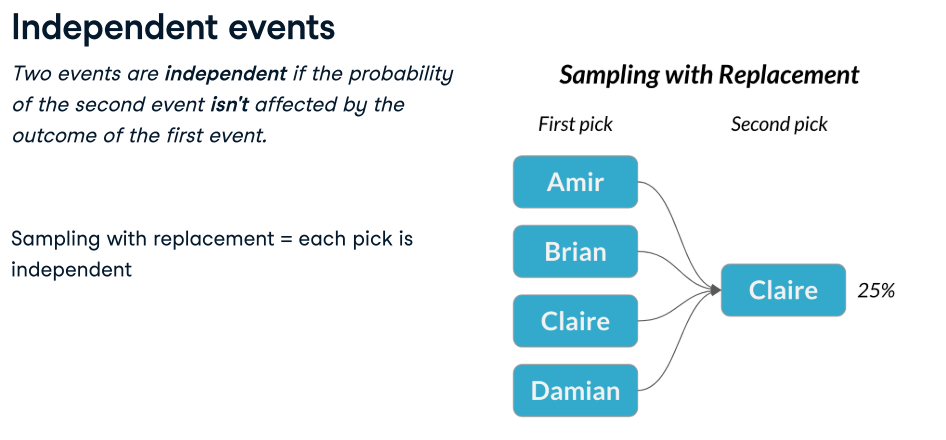 Independent events
Two events are independent if the probability
of the second event isn't affected by the
outcome of the first event.
Sampling with replacement = each pick is
independent
Sampling with Replacement
First pick
Second pick
Amir
Brian
Claire
Damian
Claire
25%